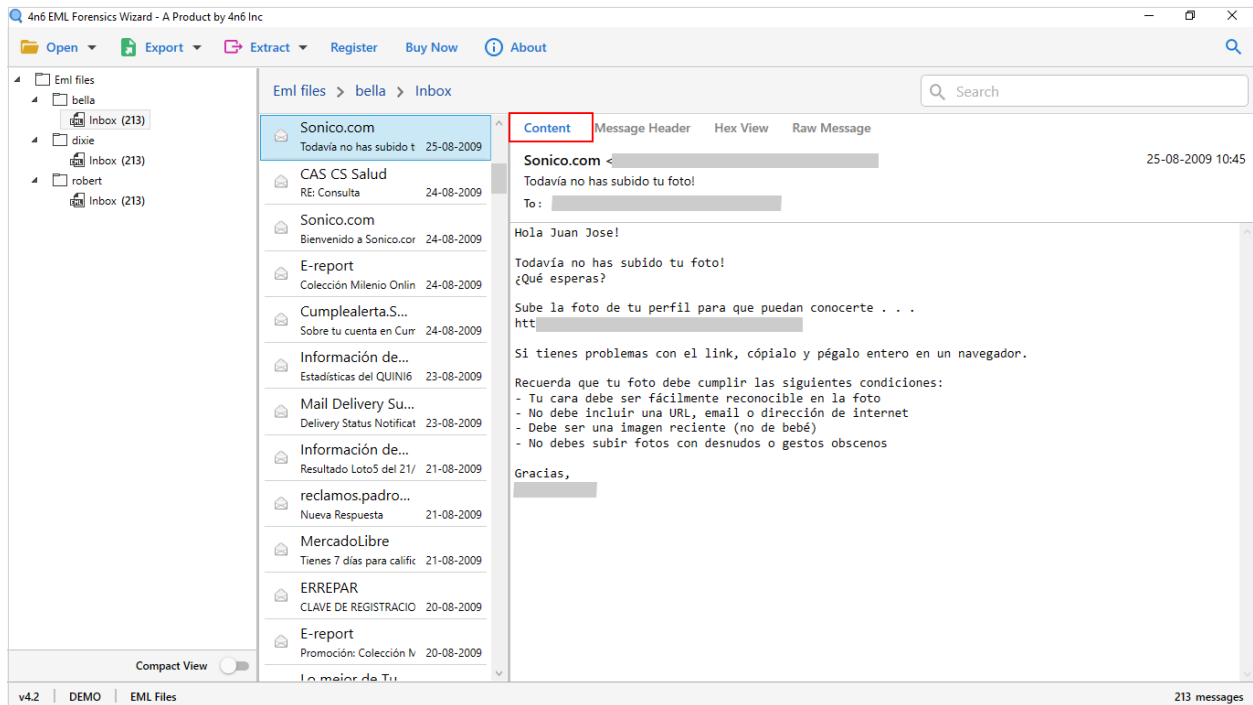 4n6 EML Forensics Wizard - A Product by 4n6 Inc
Open Export Extract Register Buy Now About
Eml files
bella
Inbox (213)
dixie
Inbox (213)
robert
Inbox (213)
Compact View
Eml files > bella > Inbox
Search
Sonico.com
Todavía no has subido t 25-08-2009
CAS CS Salud
RE: Consulta 24-08-2009
Sonico.com
Bienvenido a Sonico.cor 24-08-2009
E-report
Colección Milenio Onlin 24-08-2009
Cumplealerta.S...
Sobre tu cuenta en Cum 24-08-2009
Información de...
Estadísticas del QUINI6 23-08-2009
Mail Delivery Su...
Delivery Status Notificat 23-08-2009
Información de...
Resultado Loto5 del 21/ 21-08-2009
reclamos.padro...
Nueva Respuesta 21-08-2009
MercadoLibre
Tienes 7 días para califi 21-08-2009
ERREPAR
CLAVE DE REGISTRACIO 20-08-2009
E-report
Promoción: Colección M 20-08-2009
Lo mejor de Tu
Content Message Header Hex View Raw Message
Sonico.com < 25-08-2009 10:45
Todavía no has subido tu foto!
To :
Hola Juan Jose!
Todavía no has subido tu foto!
¿Qué esperas?
Sube la foto de tu perfil para que puedan conocerte . . .
htt
Si tienes problemas con el link, cópialo y pégalo entero en un navegador.
Recuerda que tu foto debe cumplir las siguientes condiciones:
- Tu cara debe ser fácilmente reconocible en la foto
- No debe incluir una URL, email o dirección de internet
- Debe ser una imagen reciente (no de bebé)
- No debes subir fotos con desnudos o gestos obscenos
Gracias,
v4.2 DEMO EML Files 213 messages